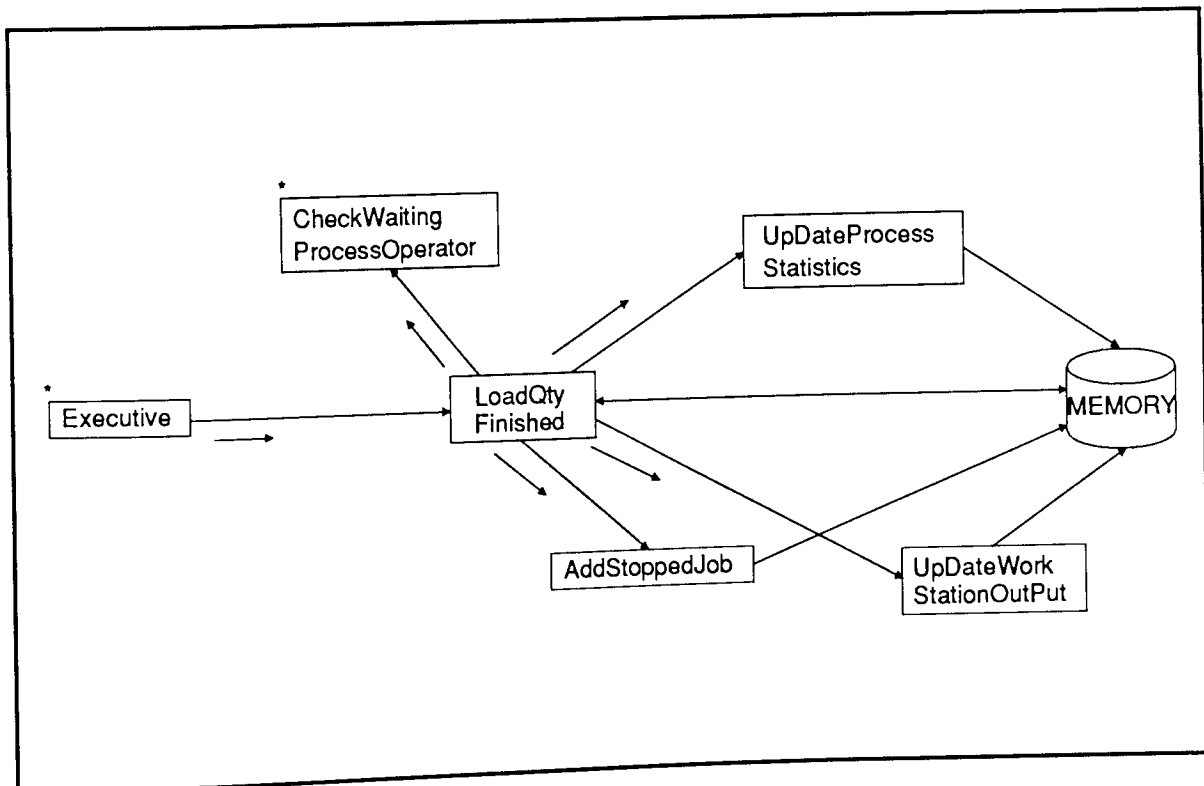 *
CheckWaiting
ProcessOperator
UpDateProcess
Statistics
*
Executive
LoadQty
Finished
MEMORY
AddStoppedJob
UpDateWork
StationOutPut